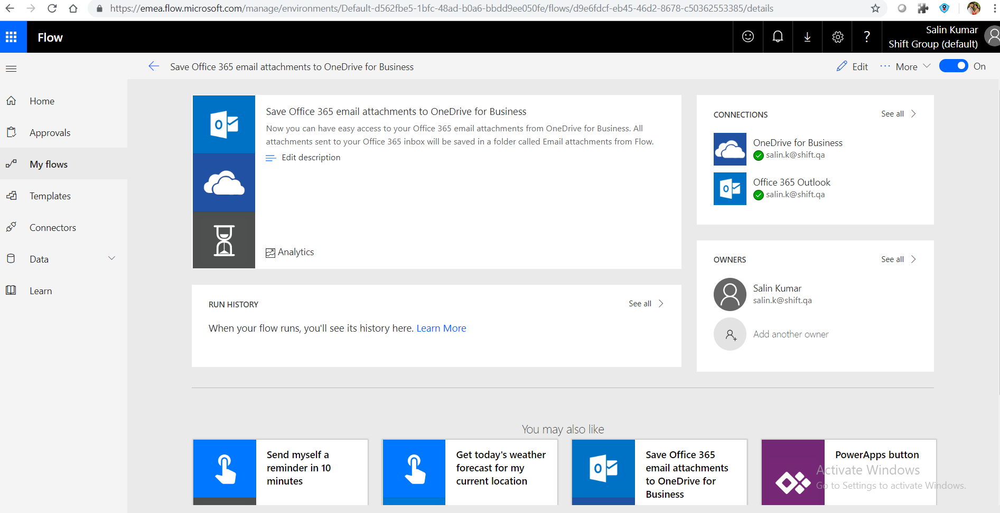 https://emea.flow.microsoft.com/manage/environments/Default-d562fbe5-1bfc-48ad-b0a6-bbdd9ee050fe/flows/d9e6fdcf-eb45-46d2-8678-c50362553385/details
Flow
?
Salin Kumar
Shift Group (default)
Save Office 365 email attachments to OneDrive for Business
Edit
··· More
On
Home
Approvals
My flows
Templates
Connectors
Data
Learn
Save Office 365 email attachments to OneDrive for Business
Now you can have easy access to your Office 365 email attachments from OneDrive for Business. All
attachments sent to your Office 365 inbox will be saved in a folder called Email attachments from Flow.
Edit description
Analytics
CONNECTIONS
See all
OneDrive for Business
salin.k@shift.qa
Office 365 Outlook
salin.k@shift.qa
OWNERS
See all
Salin Kumar
salin.k@shift.qa
Add another owner
RUN HISTORY
See all
When your flow runs, you'll see its history here. Learn More
You may also like
Send myself a
reminder in 10
minutes
Get today's weather
forecast for my
current location
Save Office 365
email attachments
to OneDrive for
Business
PowerApps button
Activate Windows
Go to Settings to activate Windows.